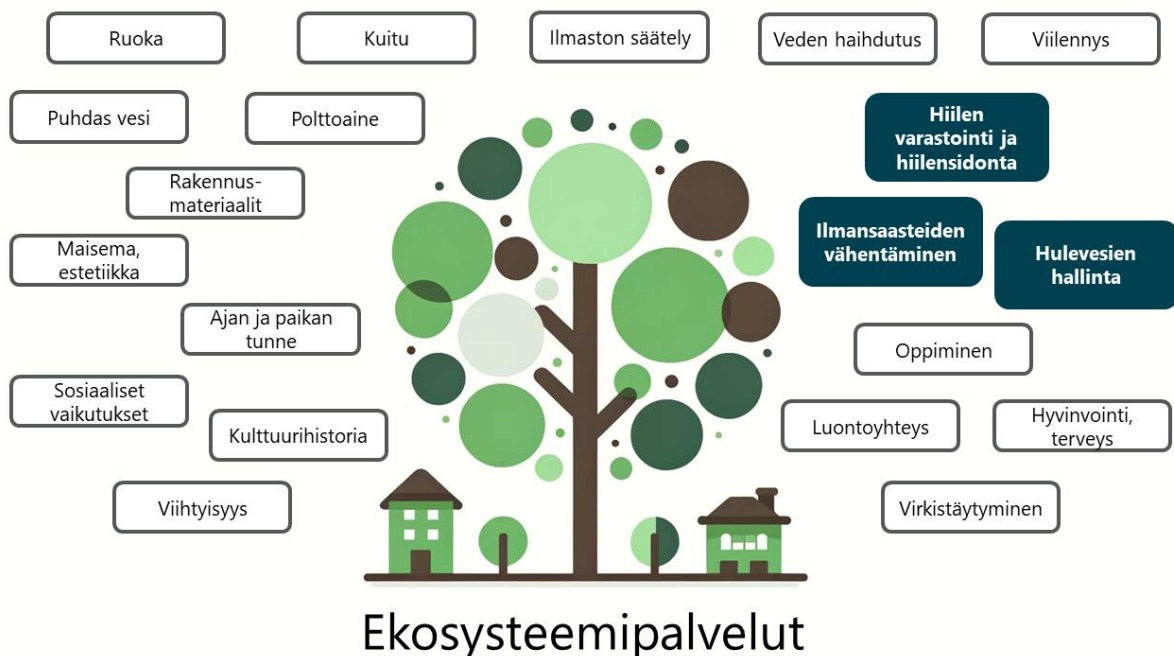 Ruoka
Kuitu
Ilmaston säätely
Veden haihdutus
Viilennys
Puhdas vesi
Polttoaine
Hiilen
varastointi ja
hiilensidonta
Rakennus-
materiaalit
Ilmansaasteiden
vähentäminen
Hulevesien
hallinta
Maisema,
estetiikka
Ajan ja paikan
tunne
Oppiminen
Sosiaaliset
vaikutukset
Kulttuurihistoria
Luontoyhteys
Hyvinvointi,
terveys
Viihtyisyys
Virkistäytyminen
Ekosysteemipalvelut